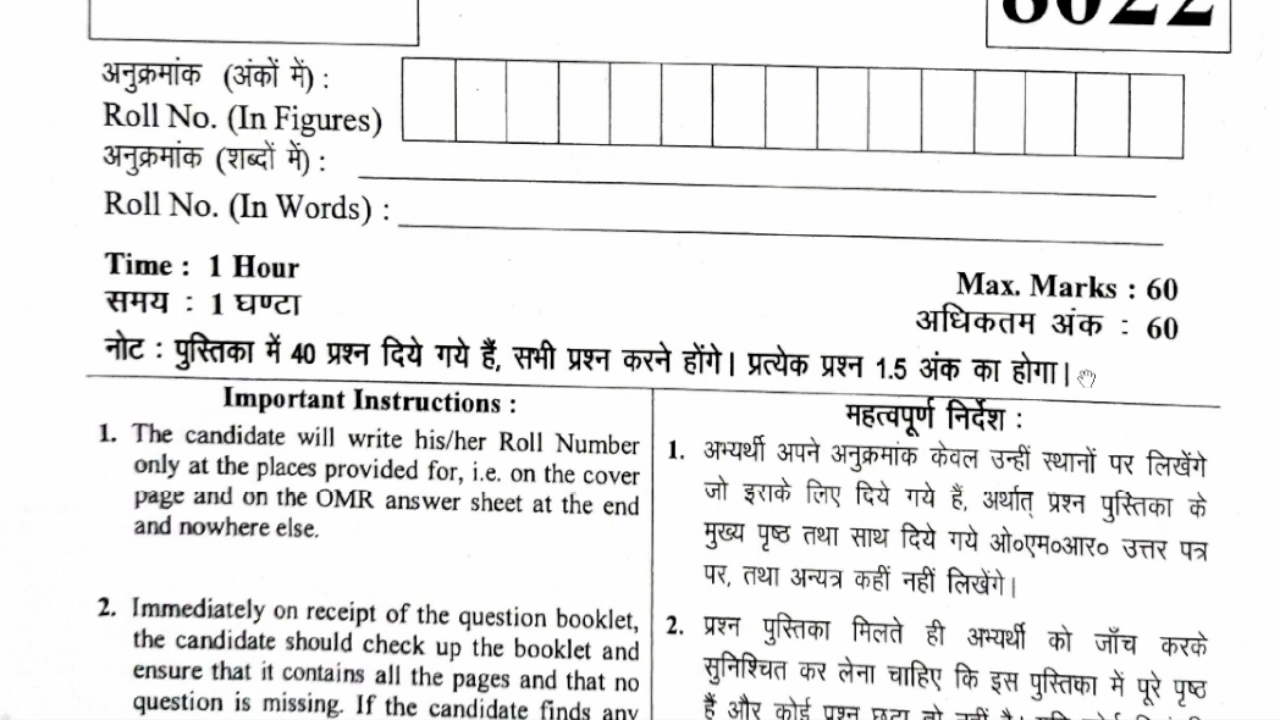 8022
अनुक्रमांक (अंकों में) :
Roll No. (In Figures)
अनुक्रमांक (शब्दों में) :
Roll No. (In Words) :
Time : 1 Hour
Max. Marks : 60
समय : 1 घण्टा
अधिकतम अंक : 60
नोट : पुस्तिका में 40 प्रश्न दिये गये हैं, सभी प्रश्न करने होंगे। प्रत्येक प्रश्न 1.5 अंक का होगा।
Important Instructions :
1. The candidate will write his/her Roll Number
only at the places provided for, i.e. on the cover
page and on the OMR answer sheet at the end
and nowhere else.
2. Immediately on receipt of the question booklet,
the candidate should check up the booklet and
ensure that it contains all the pages and that no
question is missing. If the candidate finds any
महत्वपूर्ण निर्देश :
1. अभ्यर्थी अपने अनुक्रमांक केवल उन्हीं स्थानों पर लिखेंगे
जो इराके लिए दिये गये हैं, अर्थात् प्रश्न पुस्तिका के
मुख्य पृष्ठ तथा साथ दिये गये ओ०एम०आर० उत्तर पत्र
पर, तथा अन्यत्र कहीं नहीं लिखेंगे।
2. प्रश्न पुस्तिका मिलते ही अभ्यर्थी को जाँच करके
सुनिश्चित कर लेना चाहिए कि इस पुस्तिका में पूरे पृष्ठ
हैं और कोई प्रश्न छूटा तो नहीं है।